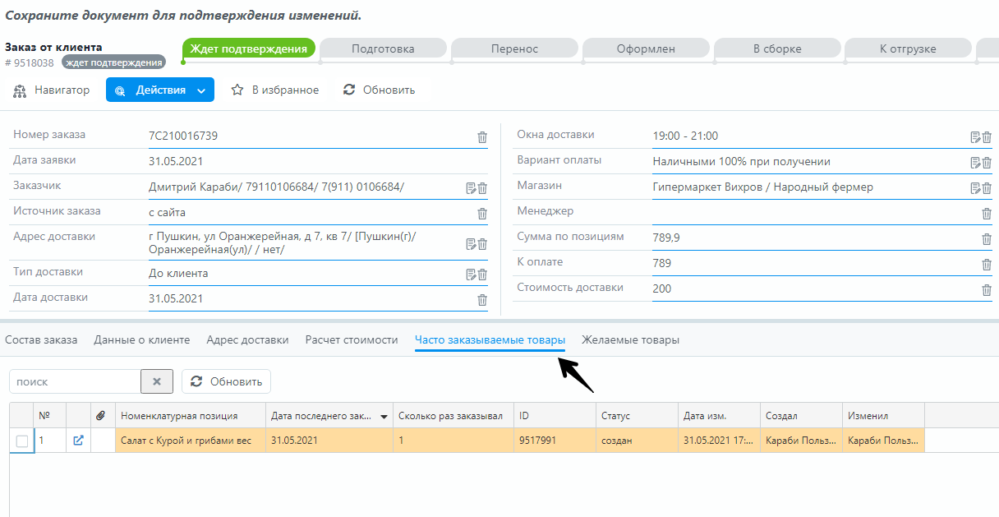 Сохраните документ для подтверждения изменений.
Заказ от клиента
# 9518038 ждет подтверждения
Ждет подтверждения Подготовка Перенос Оформлен В сборке К отгрузке
Навигатор Действия В избранное Обновить
Номер заказа 7С210016739
Дата заявки 31.05.2021
Заказчик Дмитрий Караби/ 79110106684/ 7(911) 0106684/
Источник заказа с сайта
Адрес доставки г Пушкин, ул Оранжерейная, д 7, кв 7/ [Пушкин(г)/
Оранжерейная(ул)/ / нет/
Тип доставки До клиента
Дата доставки 31.05.2021
Окна доставки 19:00 - 21:00
Вариант оплаты Наличными 100% при получении
Магазин Гипермаркет Вихров / Народный фермер
Менеджер
Сумма по позициям 789,9
К оплате 789
Стоимость доставки 200
Состав заказа Данные о клиенте Адрес доставки Расчет стоимости Часто заказываемые товары Желаемые товары
поиск Обновить
№ Номенклатурная позиция Дата последнего зак... Сколько раз заказывал ID Статус Дата изм. Создал Изменил
1 Салат с Курой и грибами вес 31.05.2021 1 9517991 создан 31.05.2021 17:... Караби Польз... Караби Польз...